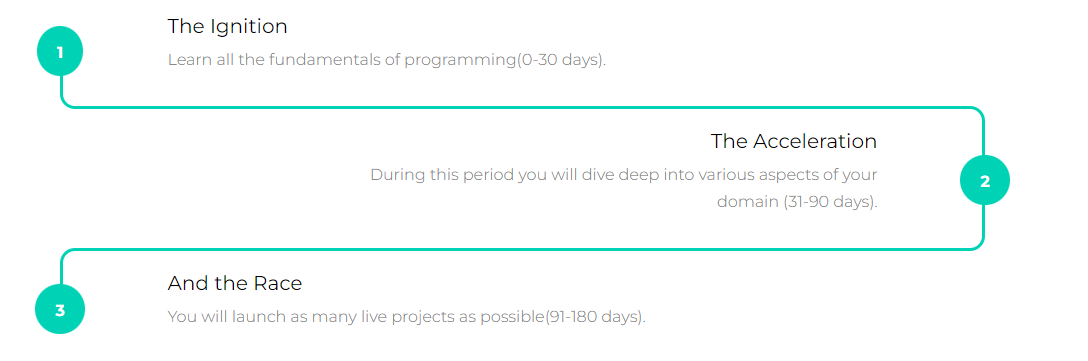 The Ignition
1
Learn all the fundamentals of programming(0-30 days).
The Acceleration
During this period you will dive deep into various aspects of your
2
domain (31-90 days).
And the Race
3
You will launch as many live projects as possible(91-180 days).